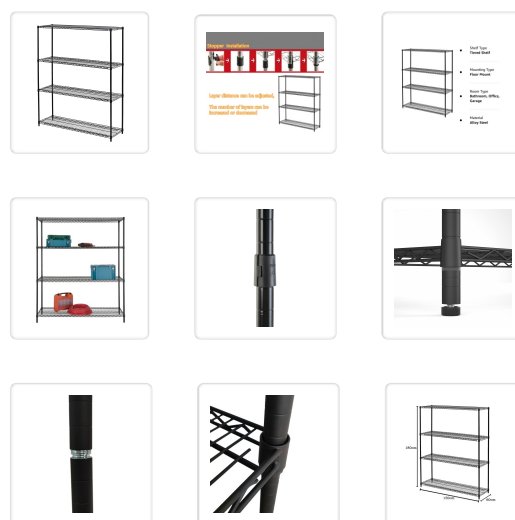 Stepper installation
Layer distance can be adjusted,
The number of layers can be
increased or decreased
Shelf Type
Tiered Shelf
Mounting Type
Floor Mount
Room Type
Bathroom, Office,
Garage
Material
Alloy Steel